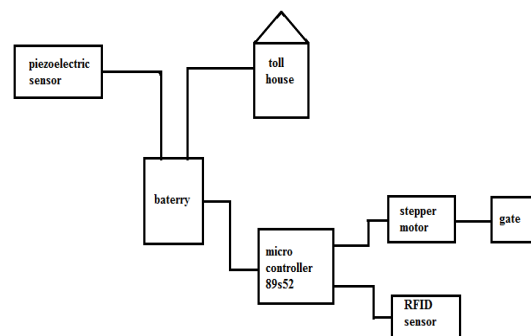 piezoelectric
sensor
toll
house
baterry
stepper
motor
gate
micro
controller
89s52
RFID
sensor